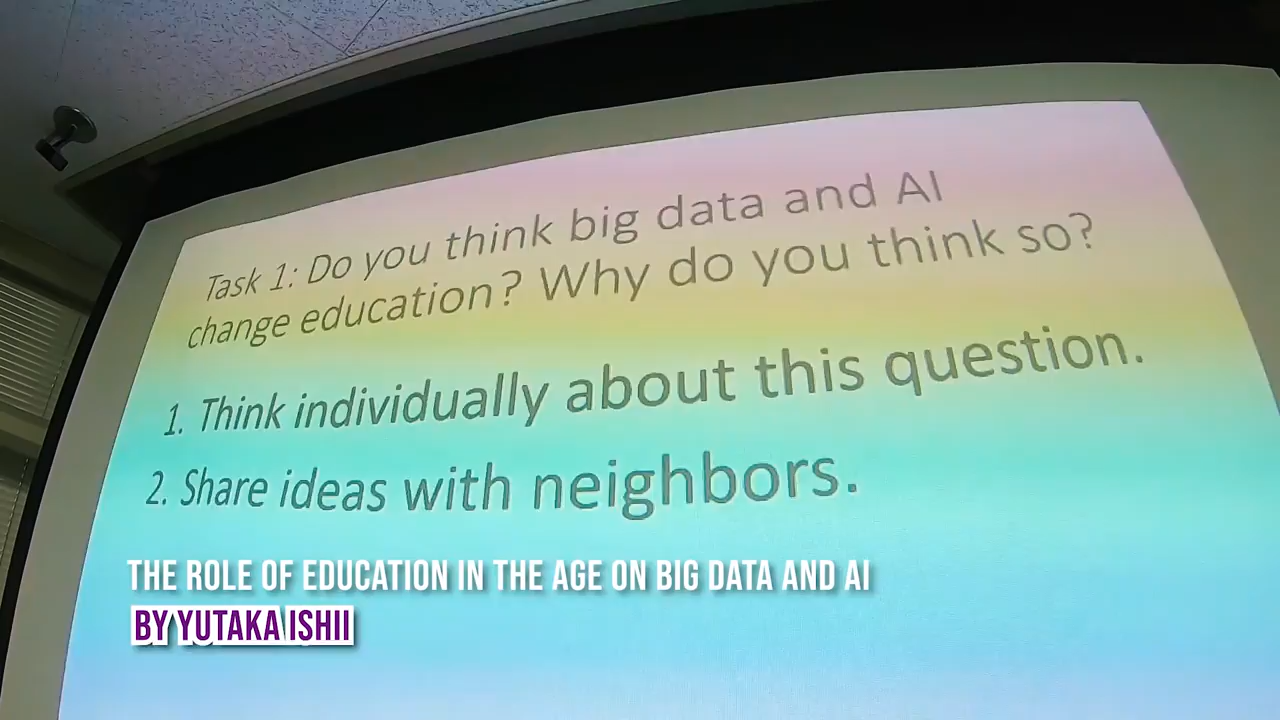 Task 1: Do you think big data and AI
change education? Why do you think so?
1. Think individually about this question.
2. Share ideas with neighbors.
THE ROLE OF EDUCATION IN THE AGE ON BIG DATA AND AI
BY YUTAKA ISHII